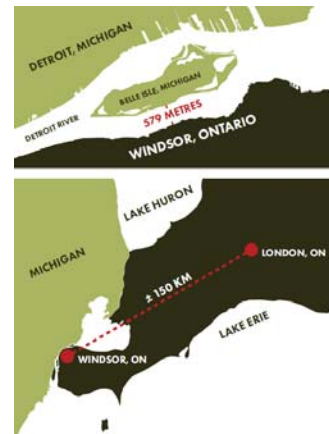 DETROIT, MICHIGAN
BELLE ISLE, MICHIGAN
DETROIT RIVER
579 METRES
WINDSOR, ONTARIO
LAKE HURON
MICHIGAN
LONDON, ON
± 150 KM
LAKE ERIE
WINDSOR, ON